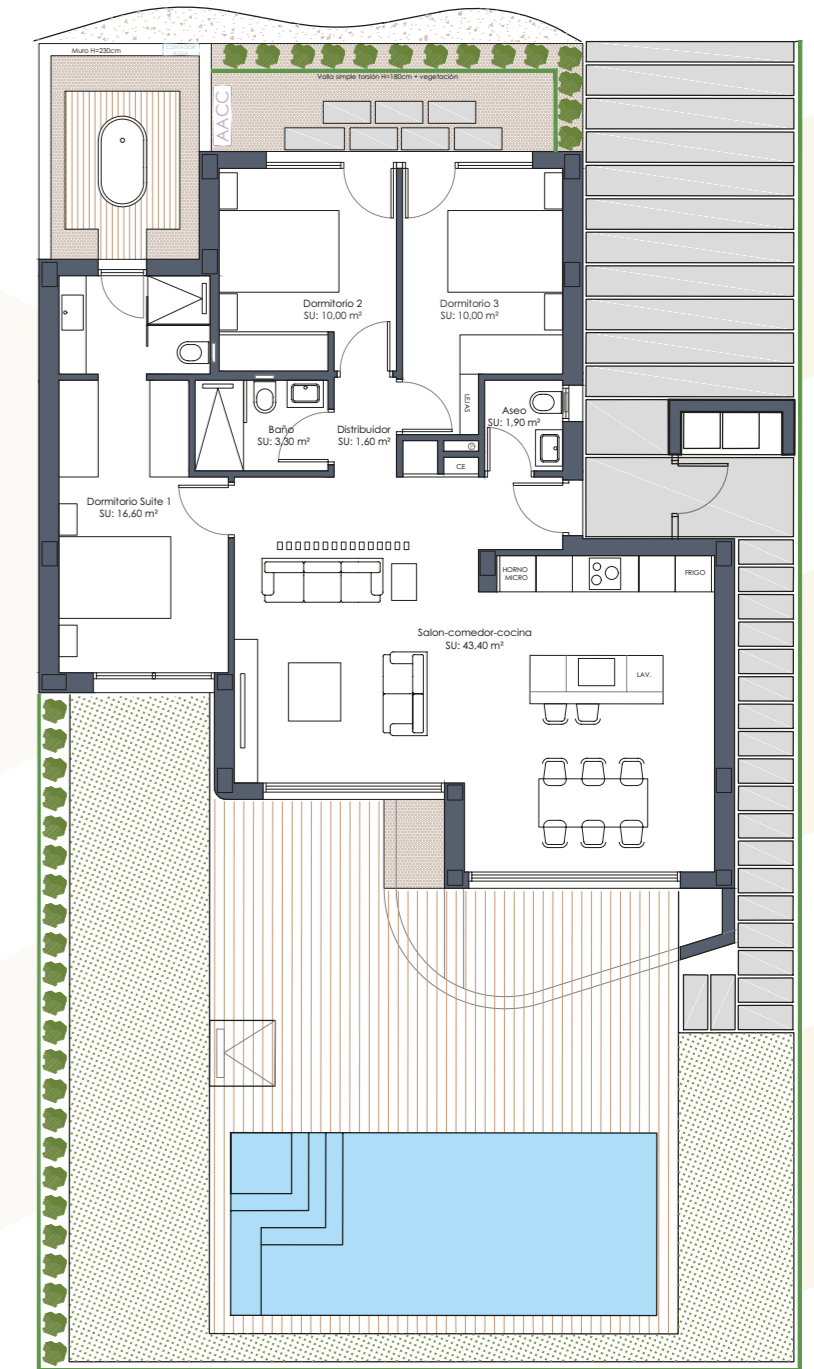 Muro H=230cm
CONTADOR
AGUA
Valla simple torsión H=180cm + vegetación
AACC
Dormitorio 2
SU: 10,00 m²
Dormitorio 3
SU: 10,00 m²
LEJAS
Aseo
SU: 1,90 m²
Baño
SU: 3,30 m²
Distribuidor
SU: 1,60 m²
CE
Dormitorio Suite 1
SU: 16,60 m²
HORNO
MICRO
FRIGO
Salon-comedor-cocina
SU: 43,40 m²
LAV.